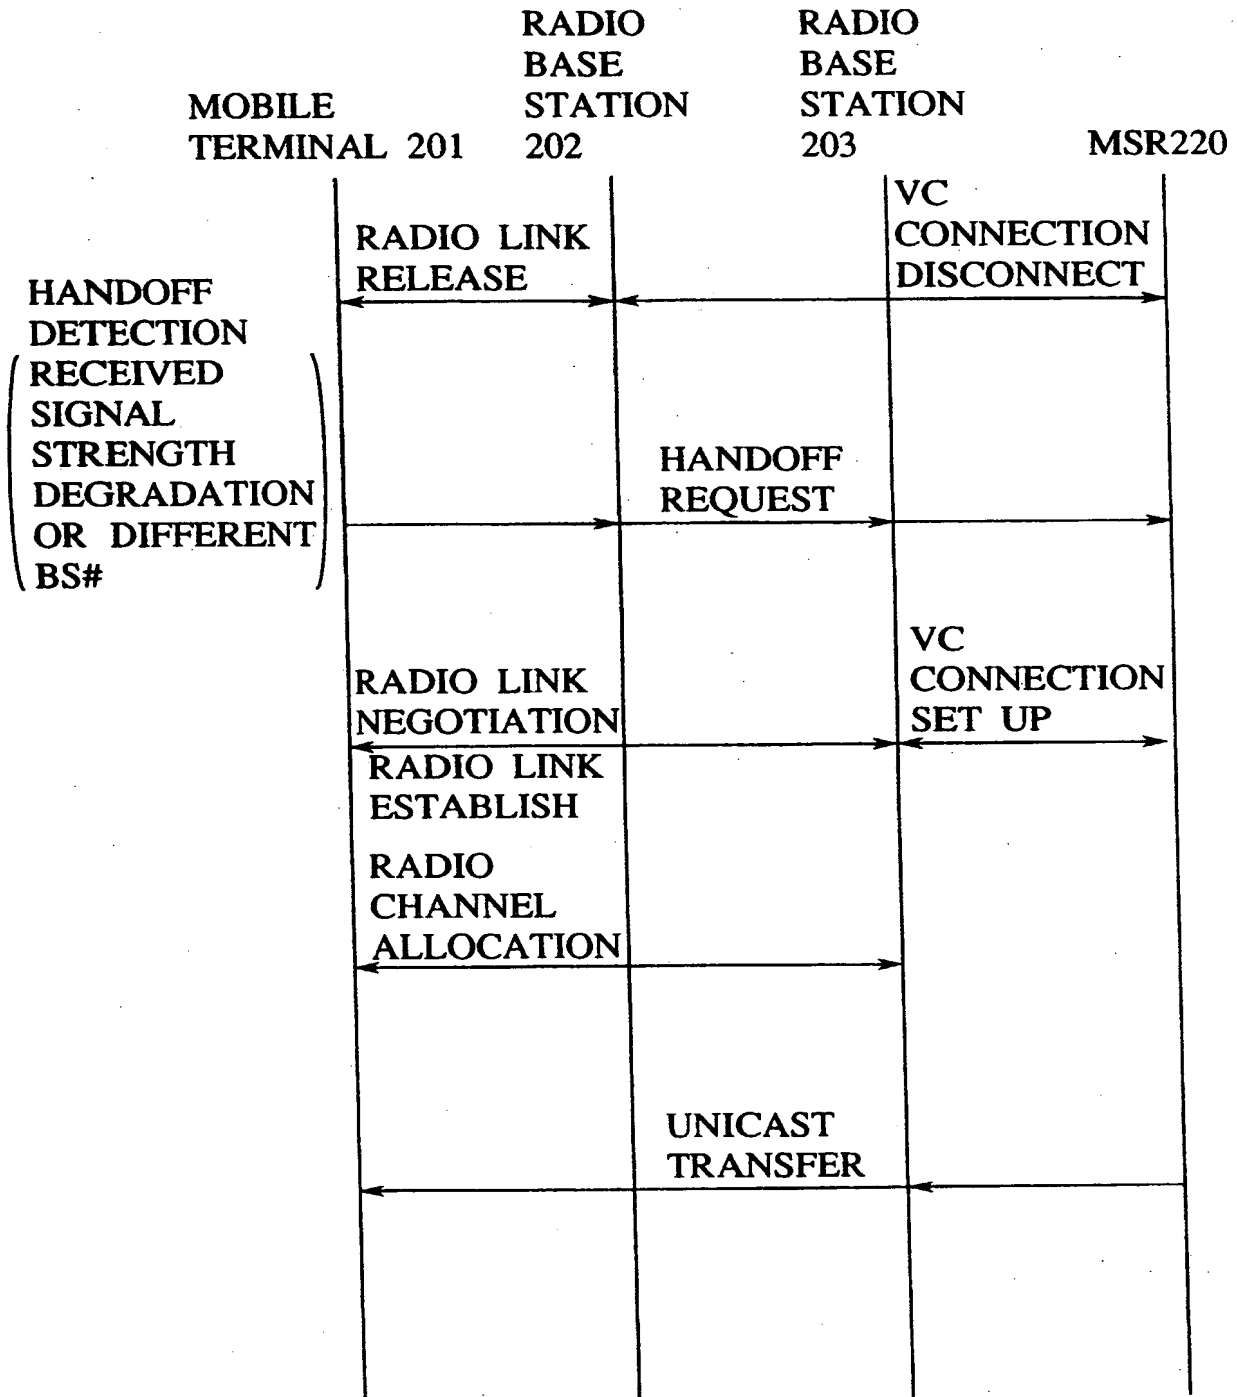 RADIO
BASE
STATION
202
RADIO
BASE
STATION
203
MOBILE
TERMINAL 201
MSR220
VC
CONNECTION
DISCONNECT
RADIO LINK
RELEASE
HANDOFF
DETECTION
RECEIVED
SIGNAL
STRENGTH
DEGRADATION
OR DIFFERENT
BS#
HANDOFF
REQUEST
VC
CONNECTION
SET UP
RADIO LINK
NEGOTIATION
RADIO LINK
ESTABLISH
RADIO
CHANNEL
ALLOCATION
UNICAST
TRANSFER